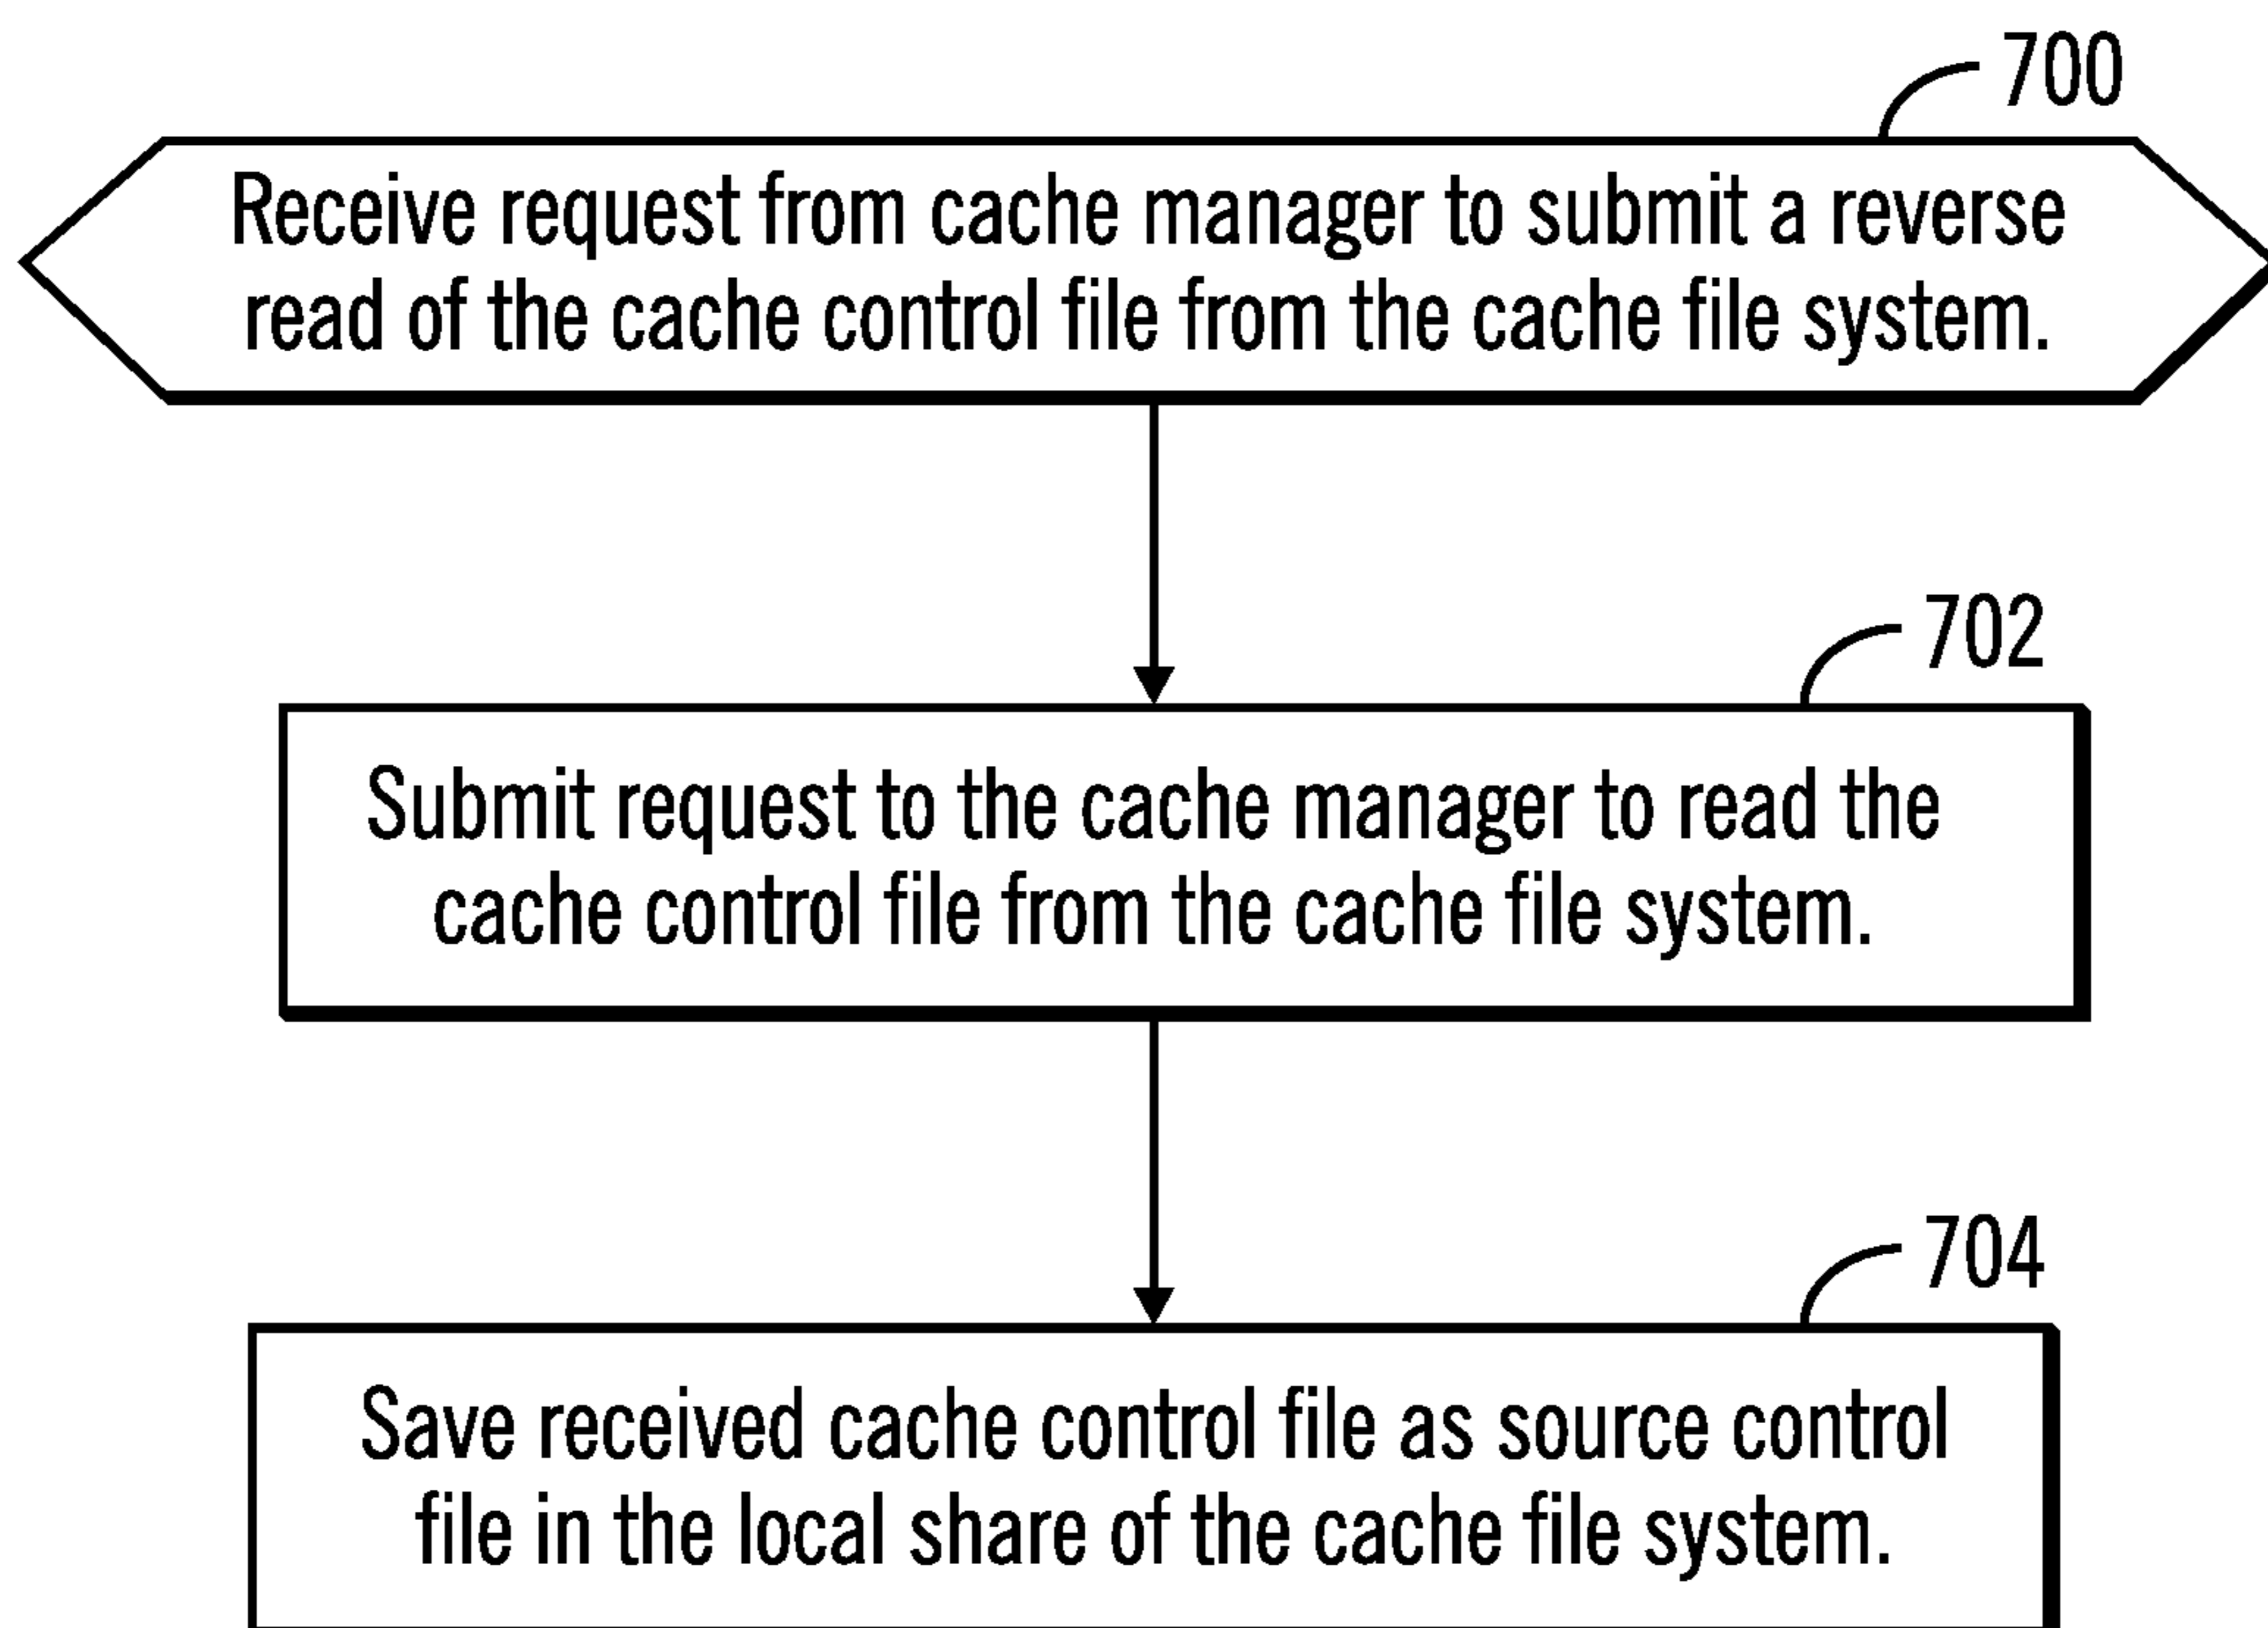 700
Receive request from cache manager to submit a reverse
read of the cache control file from the cache file system.
702
Submit request to the cache manager to read the
cache control file from the cache file system.
704
Save received cache control file as source control
file in the local share of the cache file system.